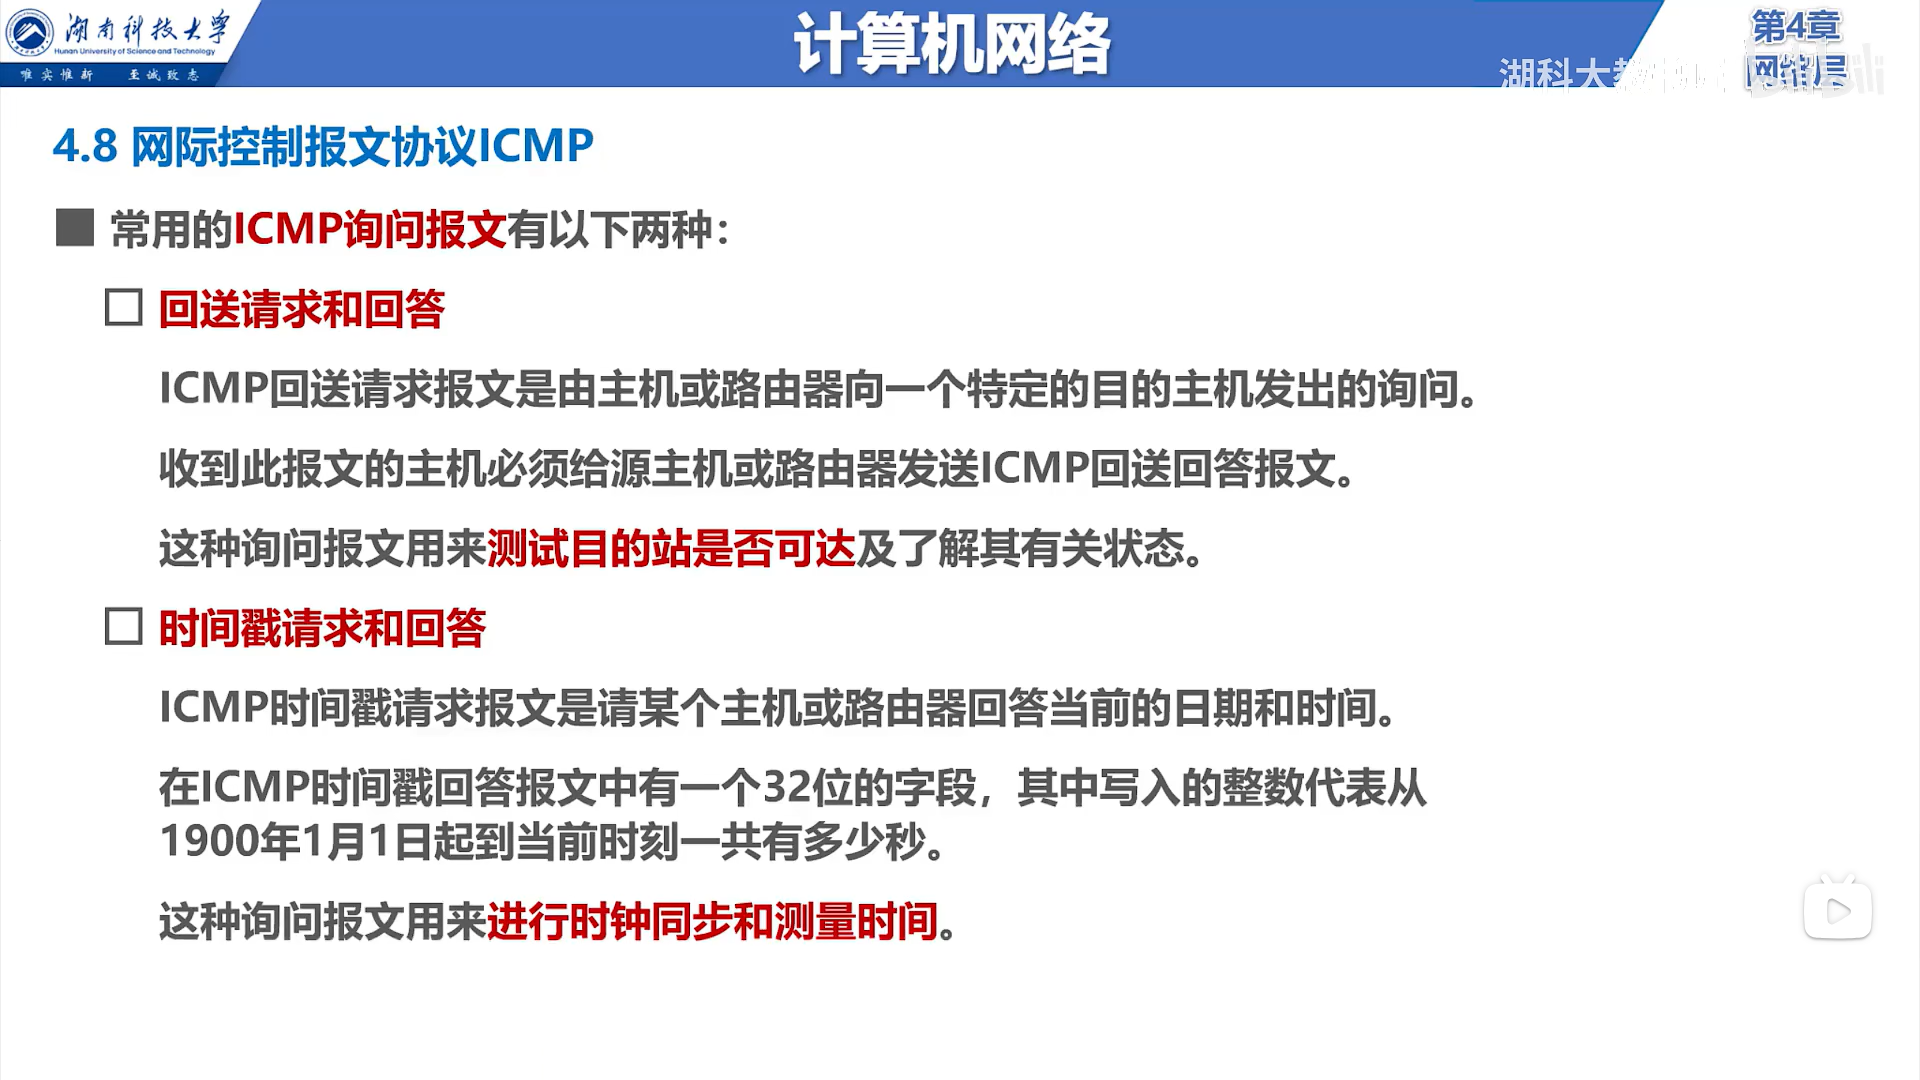 湖南科技大学
Hunan University of Science and Technology
唯实惟新 至诚致志
计算机网络
第4章
网络层
湖科大教书匠
bilibili
4.8 网际控制报文协议ICMP
常用的ICMP询问报文有以下两种：
回送请求和回答
ICMP回送请求报文是由主机或路由器向一个特定的目的主机发出的询问。
收到此报文的主机必须给源主机或路由器发送ICMP回送回答报文。
这种询问报文用来测试目的站是否可达及了解其有关状态。
时间戳请求和回答
ICMP时间戳请求报文是请某个主机或路由器回答当前的日期和时间。
在ICMP时间戳回答报文中有一个32位的字段，其中写入的整数代表从
1900年1月1日起到当前时刻一共有多少秒。
这种询问报文用来进行时钟同步和测量时间。